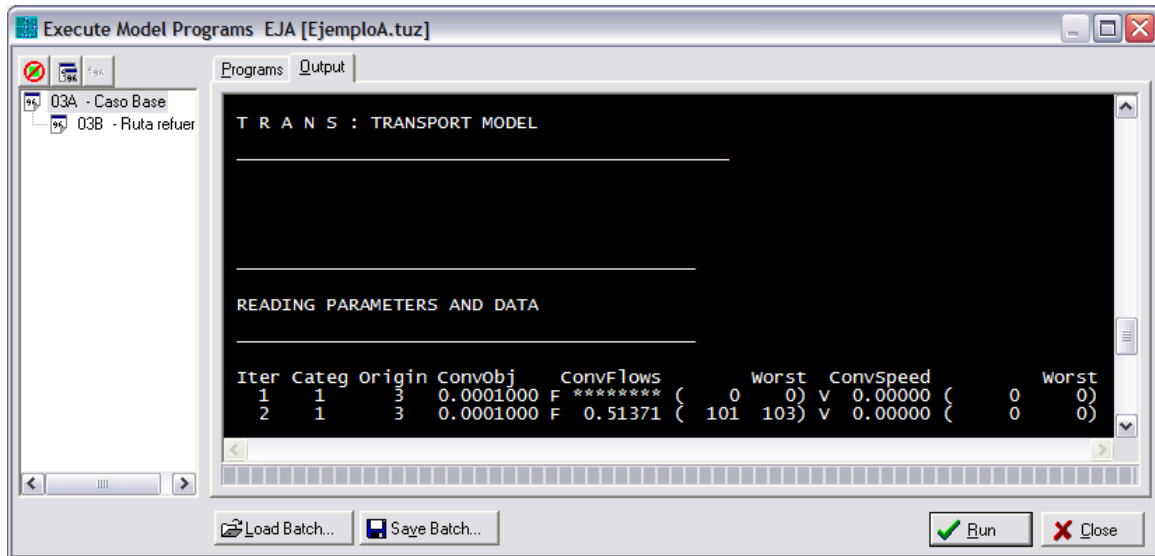 Execute Model Programs EJA [EjemploA.tuz]
Programs Output
03A - Caso Base
03B - Ruta refuer
T R A N S : TRANSPORT MODEL
READING PARAMETERS AND DATA
Iter Categ Origin ConvObj ConvFlows Worst ConvSpeed Worst
1 1 3 0.0001000 F ******** ( 0 0) V 0.00000 ( 0 0)
2 1 3 0.0001000 F 0.51371 ( 101 103) V 0.00000 ( 0 0)
Load Batch... Save Batch... Run Close